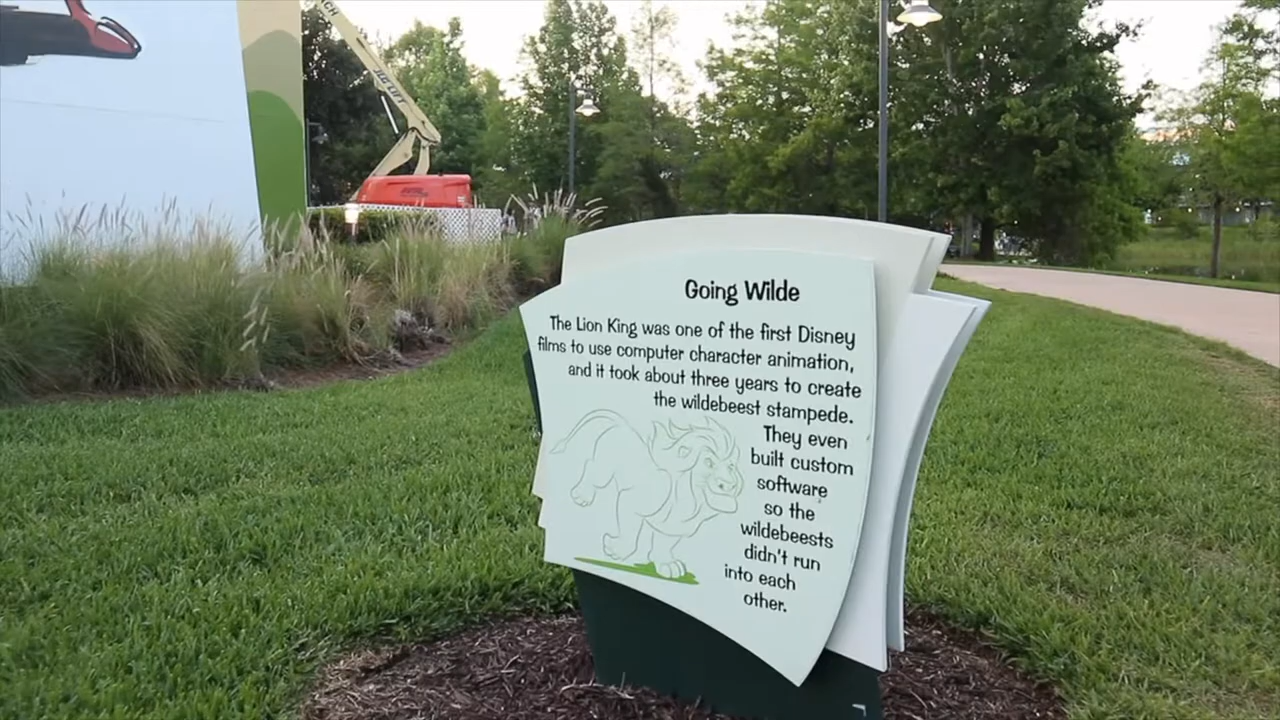 Going Wilde
The Lion King was one of the first Disney
films to use computer character animation,
and it took about three years to create
the wildebeest stampede.
They even
built custom
software
so the
wildebeests
didn't run
into each
other.